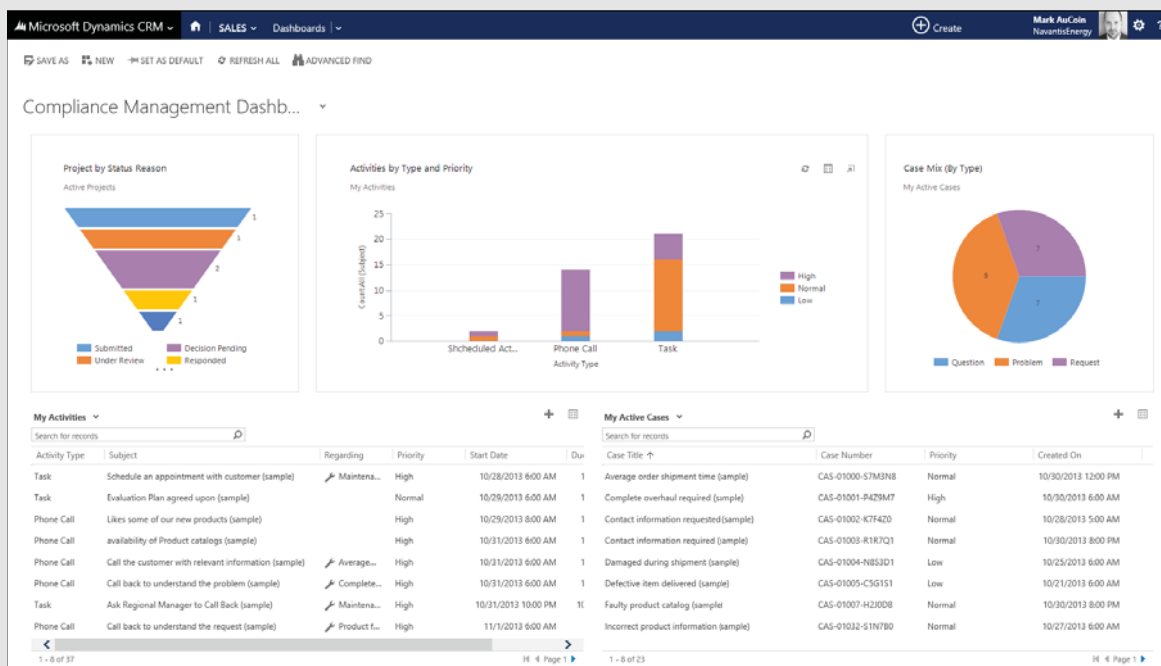 Microsoft Dynamics CRM
SALES
Dashboards
Create
Mark AuCoin
NavantisEnergy
?
SAVE AS
NEW
SET AS DEFAULT
REFRESH ALL
ADVANCED FIND
Compliance Management Dashb...
Project by Status Reason
Active Projects
1
1
2
1
1
Submitted
Decision Pending
Under Review
Responded
...
Activities by Type and Priority
My Activities
25
20
15
10
5
0
Count:All (Subject)
Shcheduled Act...
Phone Call
Task
Activity Type
High
Normal
Low
Case Mix (By Type)
My Active Cases
7
7
Question
Problem
Request
My Activities
Search for records
Activity Type Subject Regarding Priority Start Date Du
Task Schedule an appointment with customer (sample) Maintena... High 10/28/2013 6:00 AM 1
Task Evaluation Plan agreed upon (sample) Normal 10/29/2013 6:00 AM 1
Phone Call Likes some of our new products (sample) High 10/29/2013 8:00 AM 1
Phone Call availability of Product catalogs (sample) High 10/31/2013 6:00 AM 1
Phone Call Call the customer with relevant information (sample) Average... High 10/31/2013 6:00 AM 1
Phone Call Call back to understand the problem (sample) Complete... High 10/31/2013 6:00 AM 1
Task Ask Regional Manager to Call Back (sample) Maintena... High 10/31/2013 10:00 PM 1(
Phone Call Call back to understand the request (sample) Product f... High 11/1/2013 6:00 AM
1 - 8 of 37
Page 1
My Active Cases
Search for records
Case Title Case Number Priority Created On
Average order shipment time (sample) CAS-01000-S7M3N8 Normal 10/30/2013 12:00 PM
Complete overhaul required (sample) CAS-01001-P4Z9M7 High 10/30/2013 6:00 AM
Contact information requested (sample) CAS-01002-K7F4Z0 Normal 10/28/2013 5:00 AM
Contact information required (sample) CAS-01003-R1R7Q1 Normal 10/30/2013 8:00 PM
Damaged during shipment (sample) CAS-01004-N8S3D1 Low 10/25/2013 6:00 AM
Defective item delivered (sample) CAS-01005-C5G1S1 Low 10/21/2013 6:00 AM
Faulty product catalog (sample) CAS-01007-H2J0D8 Normal 10/30/2013 8:00 PM
Incorrect product information (sample) CAS-01032-S1N7B0 Normal 10/27/2013 6:00 AM
1 - 8 of 23
Page 1